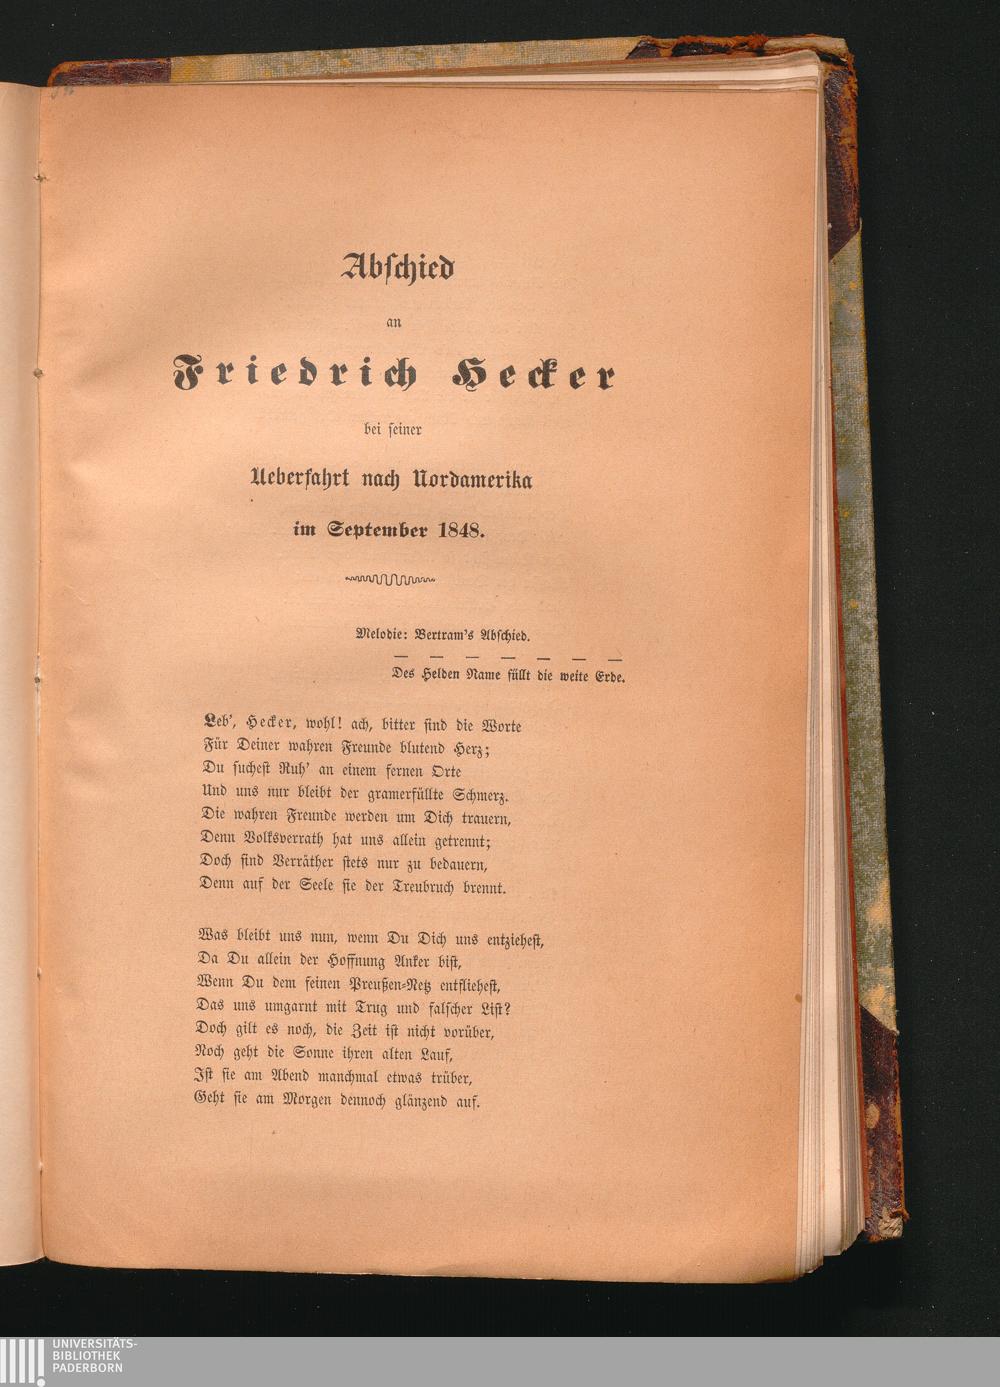 Abschied
an
Friedrich Hecker
bei seiner
Ueberfahrt nach Nordamerika
im September 1848.
Melodie: Bertram's Abschied.
— — — — — — —
Des Helden Name füllt die weite Erde.
Leb', Hecker, wohl! ach, bitter sind die Worte
Für Deiner wahren Freunde blutend Herz;
Du suchest Ruh' an einem fernen Orte
Und uns nur bleibt der gramerfüllte Schmerz.
Die wahren Freunde werden um Dich trauern,
Denn Volksverrath hat uns allein getrennt;
Doch sind Verräther stets nur zu bedauern,
Denn auf der Seele sie der Treubruch brennt.
Was bleibt uns nun, wenn Du Dich uns entziehest,
Da Du allein der Hoffnung Anker bist,
Wenn Du dem feinen Preußen-Netz entfliehest,
Das uns umgarnt mit Trug und falscher List?
Doch gilt es noch, die Zeit ist nicht vorüber,
Noch geht die Sonne ihren alten Lauf,
Ist sie am Abend manchmal etwas trüber,
Geht sie am Morgen dennoch glänzend auf.
UNIVERSITÄTS-
BIBLIOTHEK
PADERBORN